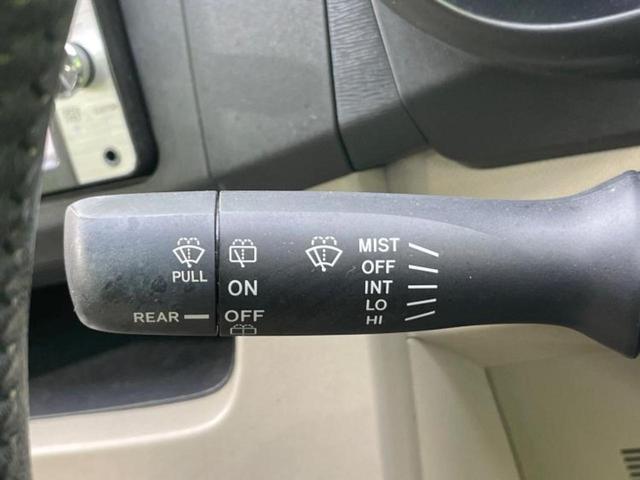 PULL
REAR
ON
OFF
MIST
OFF
INT
LO
HI